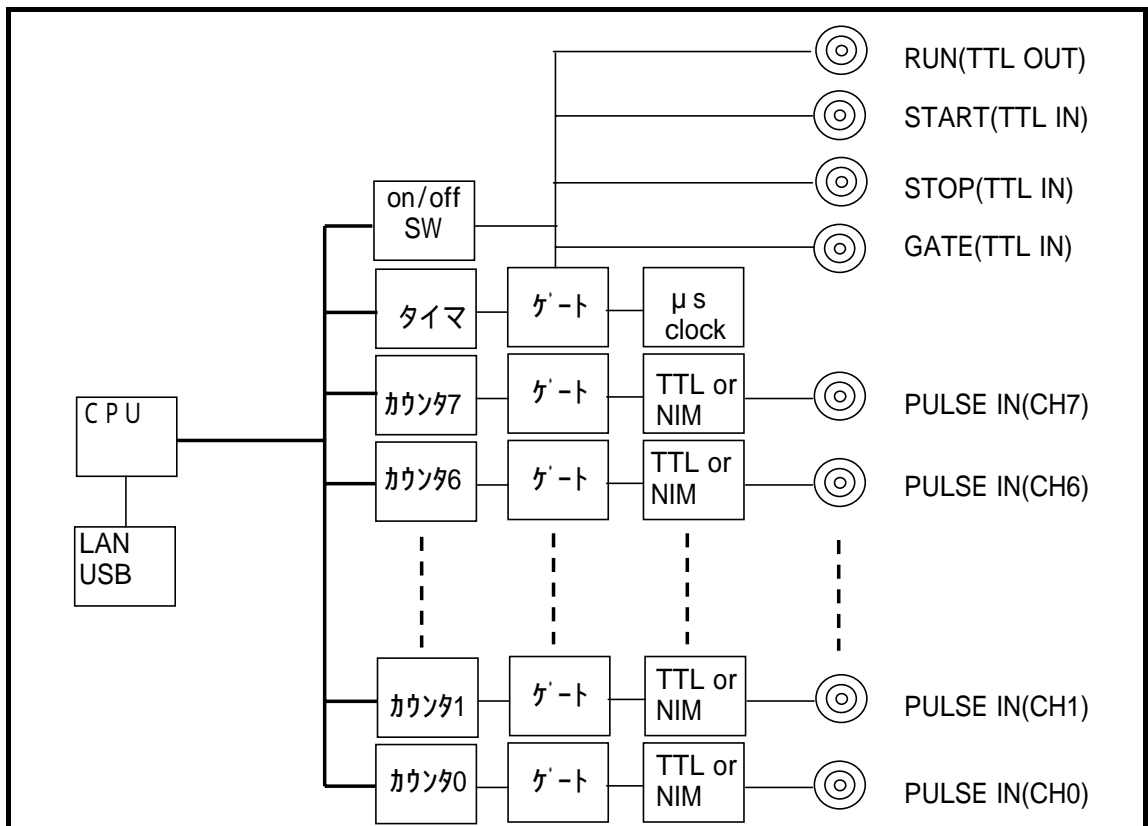 RUN(TTL OUT)
START(TTL IN)
STOP(TTL IN)
GATE(TTL IN)
on/off
SW
タイマ
ｹﾞｰﾄ
μs
clock
ｶｳﾝﾀ7
ｹﾞｰﾄ
TTL or
NIM
PULSE IN(CH7)
CPU
ｶｳﾝﾀ6
ｹﾞｰﾄ
TTL or
NIM
PULSE IN(CH6)
LAN
USB
ｶｳﾝﾀ1
ｹﾞｰﾄ
TTL or
NIM
PULSE IN(CH1)
ｶｳﾝﾀ0
ｹﾞｰﾄ
TTL or
NIM
PULSE IN(CH0)